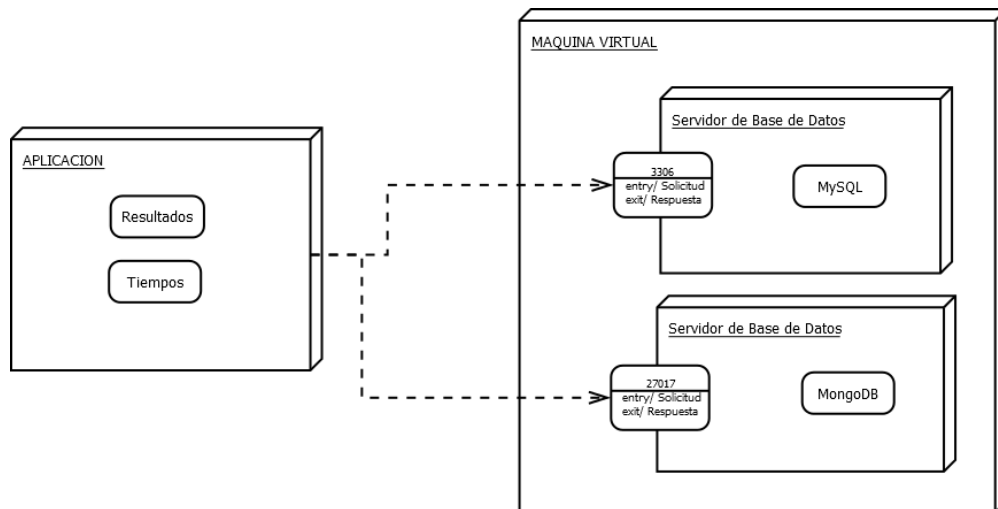 MAQUINA VIRTUAL
Servidor de Base de Datos
3306
entry/ Solicitud
exit/ Respuesta
MySQL
APLICACION
Resultados
Tiempos
Servidor de Base de Datos
27017
entry/ Solicitud
exit/ Respuesta
MongoDB